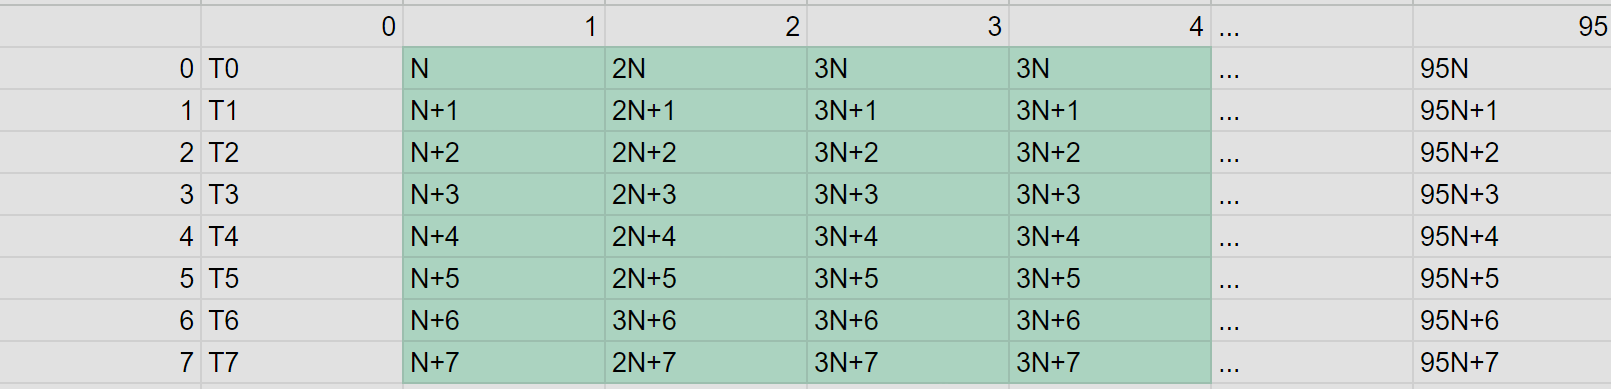 0 1 2 3 4 ... 95
0 T0 N 2N 3N 3N ... 95N
1 T1 N+1 2N+1 3N+1 3N+1 ... 95N+1
2 T2 N+2 2N+2 3N+2 3N+2 ... 95N+2
3 T3 N+3 2N+3 3N+3 3N+3 ... 95N+3
4 T4 N+4 2N+4 3N+4 3N+4 ... 95N+4
5 T5 N+5 2N+5 3N+5 3N+5 ... 95N+5
6 T6 N+6 3N+6 3N+6 3N+6 ... 95N+6
7 T7 N+7 2N+7 3N+7 3N+7 ... 95N+7